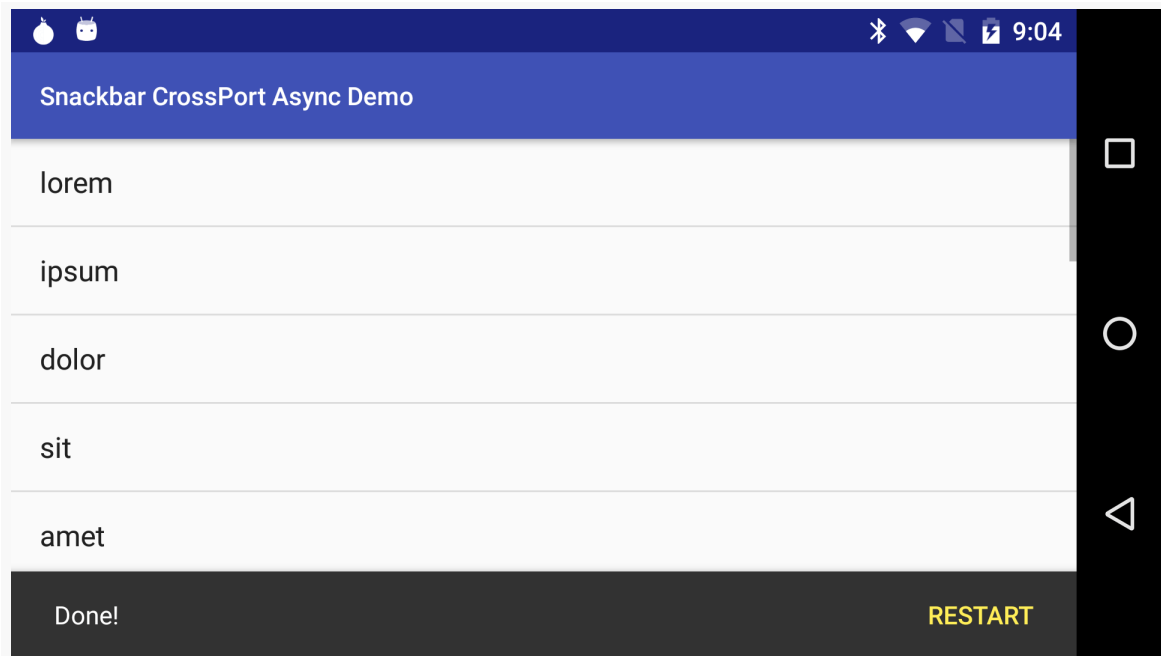 9:04
Snackbar CrossPort Async Demo
lorem
ipsum
dolor
sit
amet
Done! RESTART